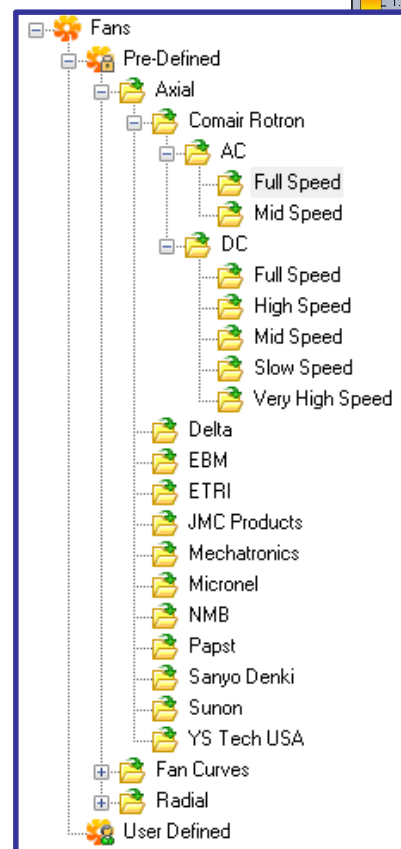 Fans
Pre-Defined
Axial
Comair Rotron
AC
Full Speed
Mid Speed
DC
Full Speed
High Speed
Mid Speed
Slow Speed
Very High Speed
Delta
EBM
ETRI
JMC Products
Mechatronics
Micronel
NMB
Papst
Sanyo Denki
Sunon
YS Tech USA
Fan Curves
Radial
User Defined